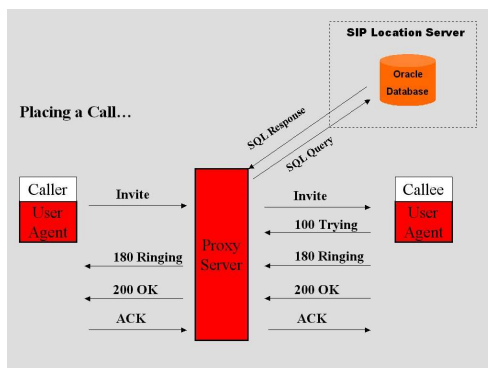 SIP Location Server
Oracle
Database
Placing a Call...
SQL Response
SQL Query
Caller
User
Agent
Invite
Proxy
Server
Invite
Callee
User
Agent
100 Trying
180 Ringing
180 Ringing
200 OK
200 OK
ACK
ACK